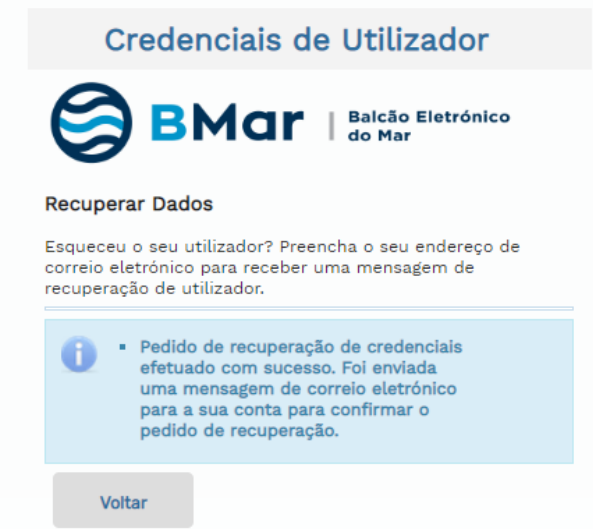 Credenciais de Utilizador
BMar | Balcão Eletrónico
do Mar
Recuperar Dados
Esqueceu o seu utilizador? Preencha o seu endereço de
correio eletrónico para receber uma mensagem de
recuperação de utilizador.
Pedido de recuperação de credenciais
efetuado com sucesso. Foi enviada
uma mensagem de correio eletrónico
para a sua conta para confirmar o
pedido de recuperação.
Voltar